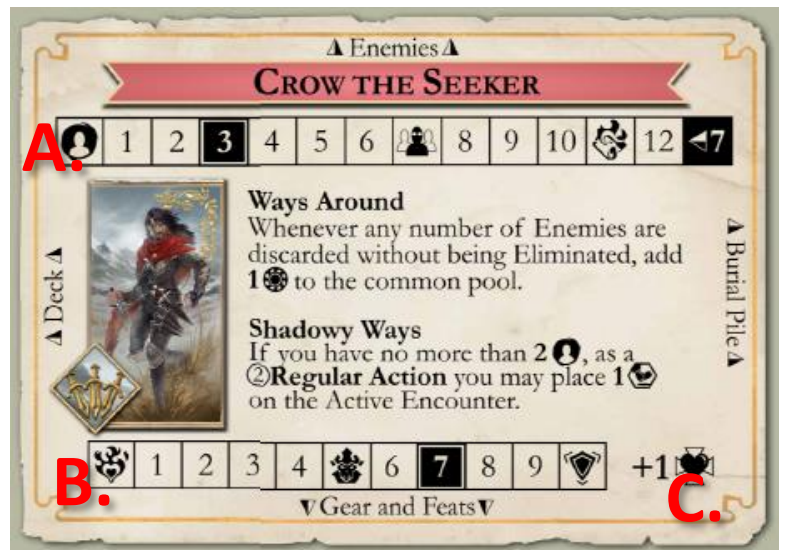 Enemies
CROW THE SEEKER
A. 1 2 3 4 5 6 8 9 10 12 7
Ways Around
Whenever any number of Enemies are
discarded without being Eliminated, add
1 to the common pool.
Deck
Burial Pile
Shadowy Ways
If you have no more than 2 , as a
②Regular Action you may place 1
on the Active Encounter.
B. 1 2 3 4 6 7 8 9 +1 C.
Gear and Feats